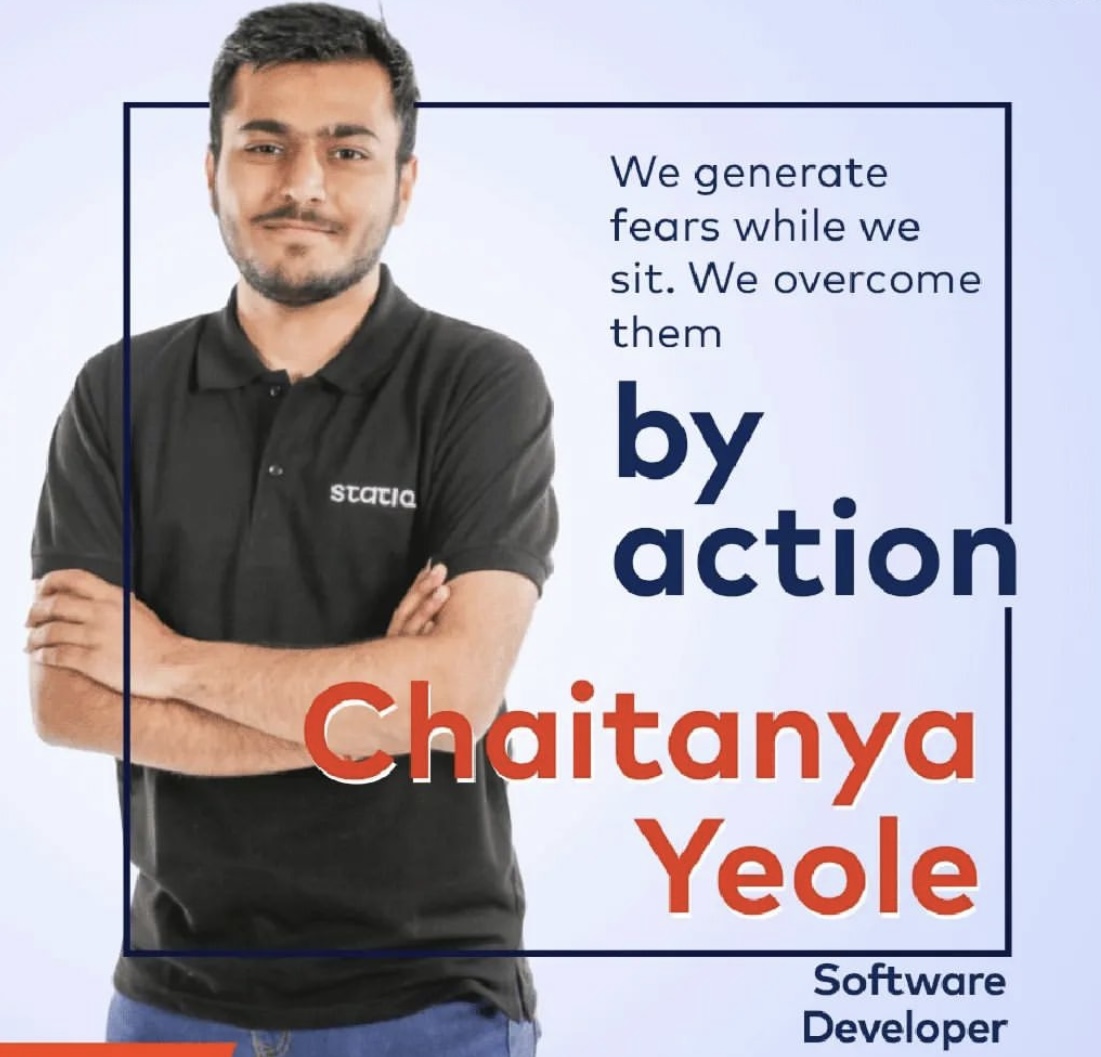 We generate
fears while we
sit. We overcome
them
by
action
statiq
Chaitanya
Yeole
Software
Developer